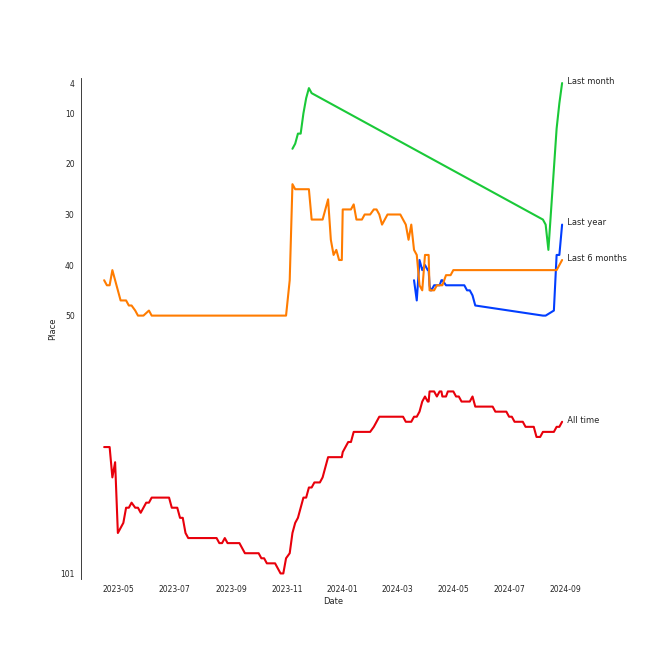 4
10
20
30
40
50
101
Place
2023-05
2023-07
2023-09
2023-11
2024-01
2024-03
2024-05
2024-07
2024-09
Date
Last month
Last year
Last 6 months
All time